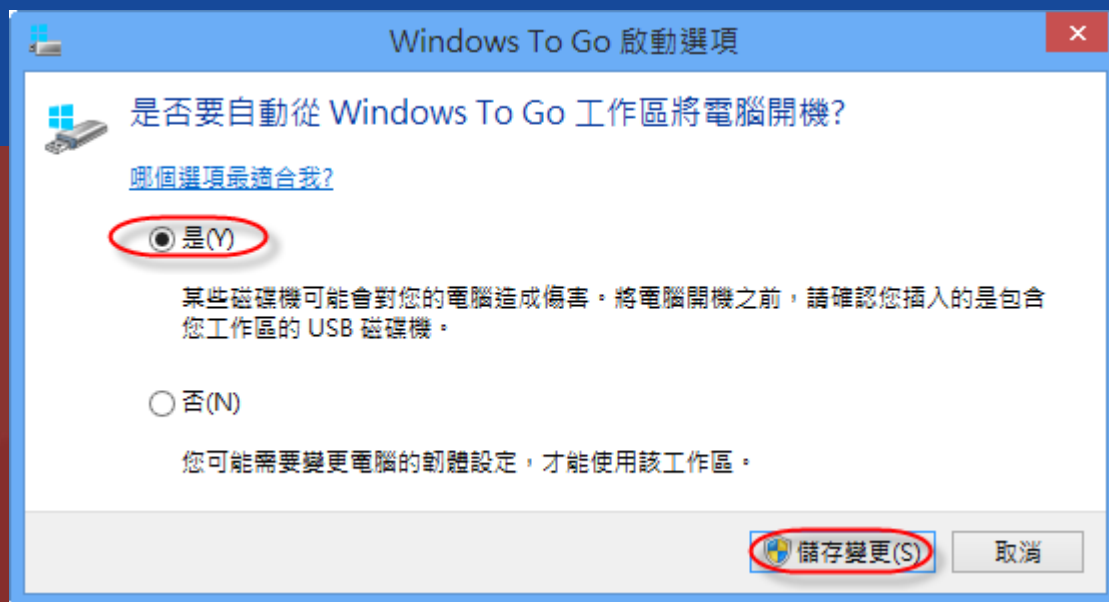 Windows To Go 啟動選項
是否要自動從 Windows To Go 工作區將電腦開機?
哪個選項最適合我?
是(Y)
某些磁碟機可能會對您的電腦造成傷害。將電腦開機之前，請確認您插入的是包含
您工作區的 USB 磁碟機。
否(N)
您可能需要變更電腦的韌體設定，才能使用該工作區。
儲存變更(S) 取消